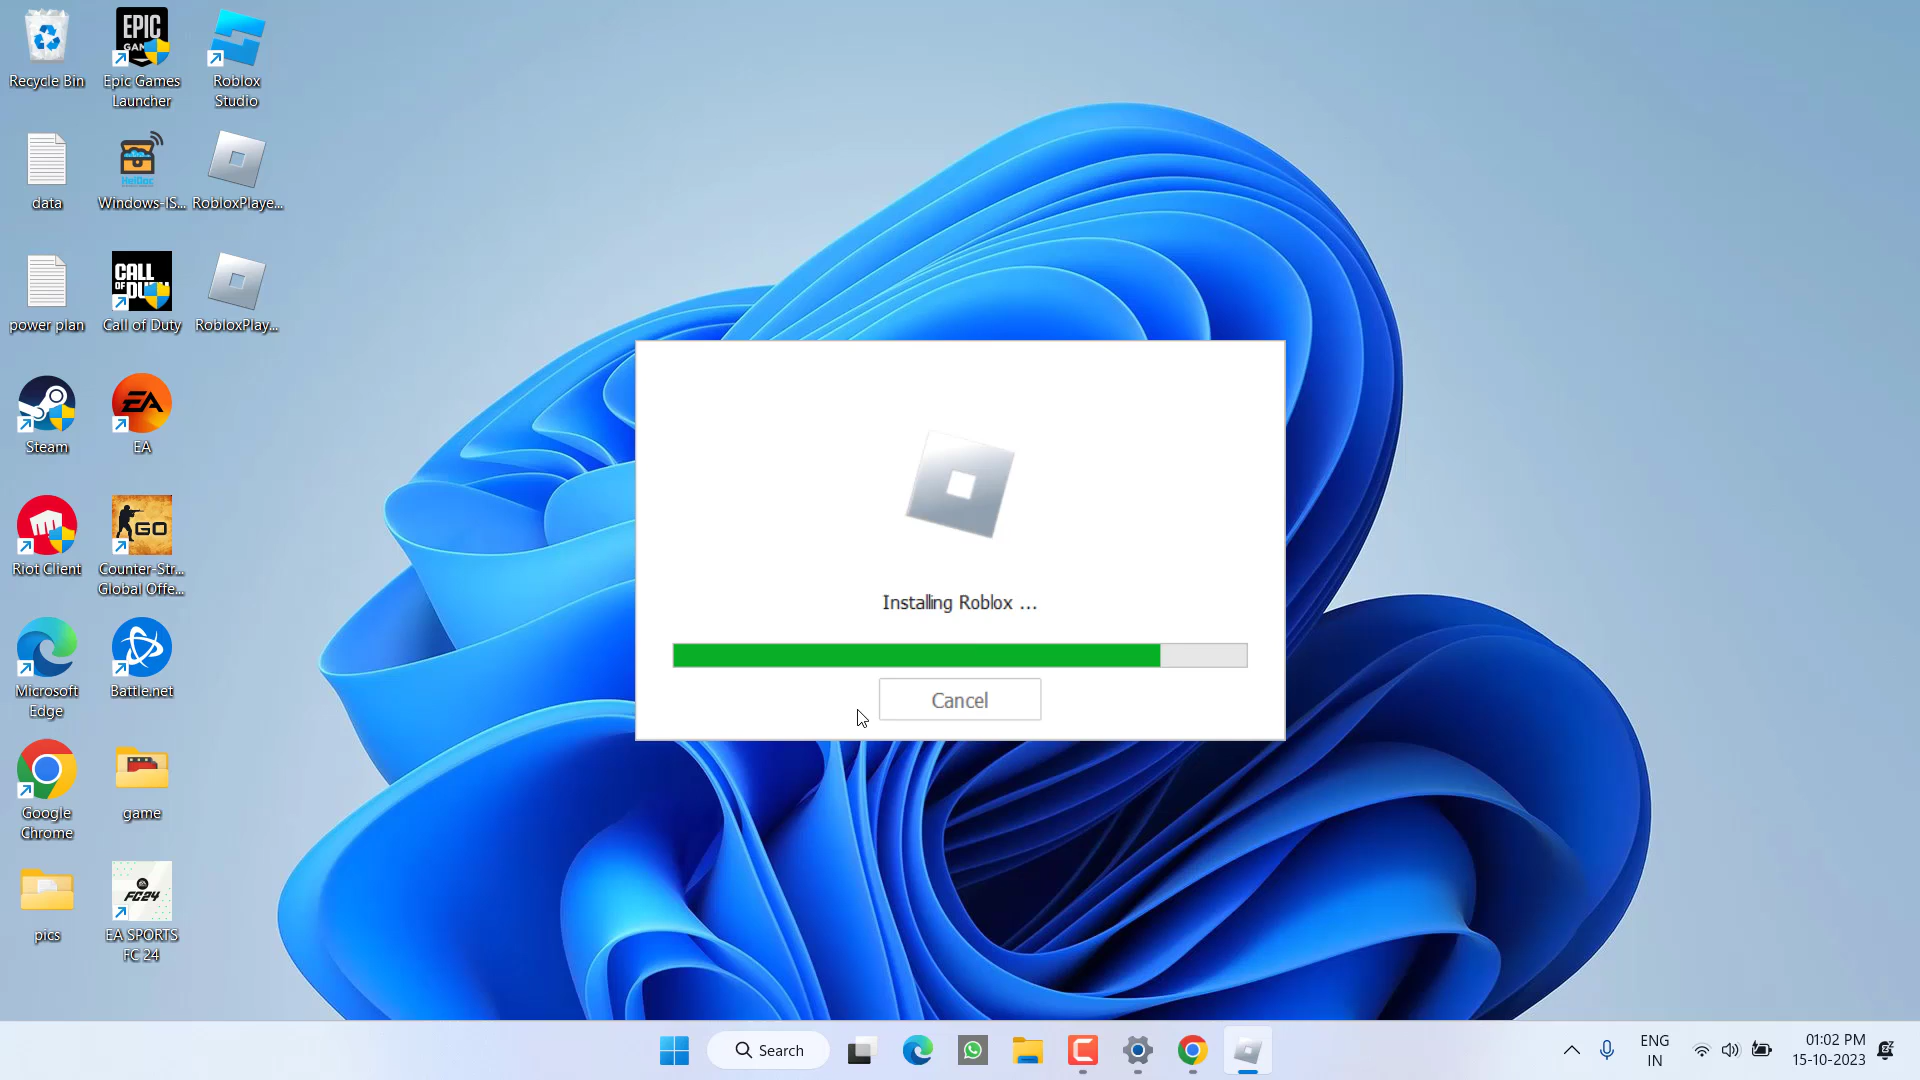 Recycle Bin
EPIC
GAMES
Epic Games
Launcher
Roblox
Studio
data
HeiDoc
Windows-IS...
RobloxPlaye...
power plan
CALL
OF DUTY
Call of Duty
RobloxPlay...
Steam
EA
EA
Riot Client
GO
Counter-Str...
Global Offe...
Microsoft
Edge
Battle.net
Google
Chrome
game
pics
FC24
EA SPORTS
FC 24
Installing Roblox ...
Cancel
Search
ENG
IN
01:02 PM
15-10-2023